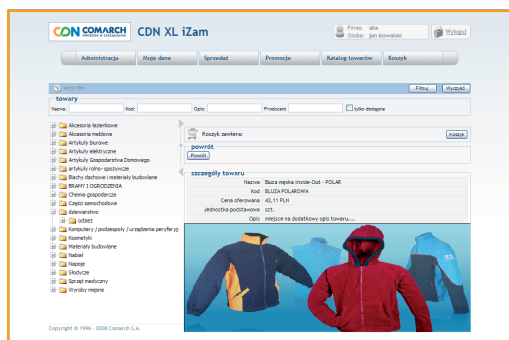 CDN COMARCH CDN XL iZam
Firma: aba
Osoba: jan kowalski
Wyloguj
Administracja Moje dane Sprzedaż Promocje Katalog towarów Koszyk
ukryj filtr Filtruj Wyczyść
towary
Nazwa: Kod: Opis: Producent: tylko dostępne
Akcesoria łazienkowe
Akcesoria meblowe
Artykuły biurowe
Artykuły elektryczne
Artykuły Gospodarstwa Domowego
artykuły rolno- spożywcze
Blachy dachowe i materiały budowlane
BRAMY I OGRODZENIA
Chemia gospodarcza
Części samochodowe
dziewiarstwo
odzież
Komputery / podzespoły / urządzenia peryferyj
Kosmetyki
Materiały budowlane
Nabiał
Napoje
Słodycze
Sprzęt medyczny
Wyroby mięsne
Koszyk zawiera: Koszyk
powrót
Powrót
szczegóły towaru
Nazwa Bluza męska Inside-Out - POLAR
Kod BLUZA POLAROWA
Cena oferowana 42,11 PLN
Jednostka podstawowa szt.
Opis miejsce na dodatkowy opis towaru....
Copyright © 1996 - 2008 Comarch S.A.